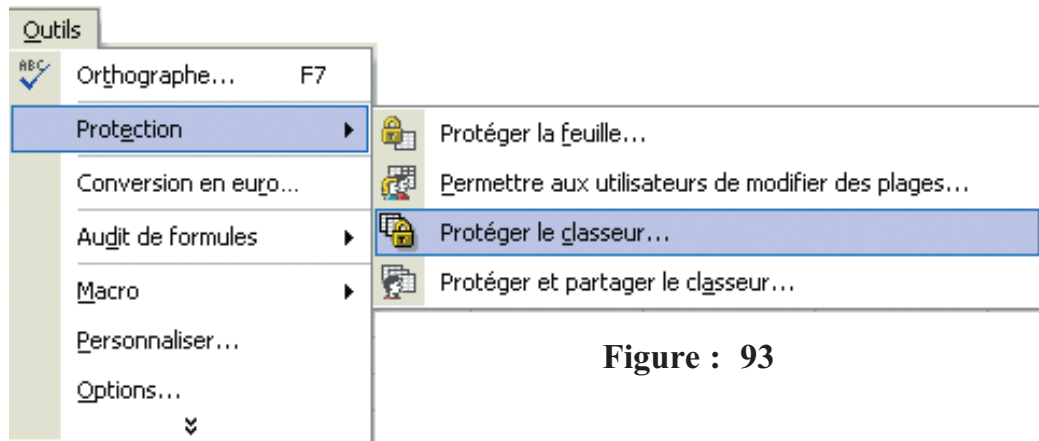 Outils
ABC
Orthographe... F7
Protection
Conversion en euro...
Audit de formules
Macro
Personnaliser...
Options...
Protéger la feuille...
Permettre aux utilisateurs de modifier des plages...
Protéger le classeur...
Protéger et partager le classeur...
Figure : 93